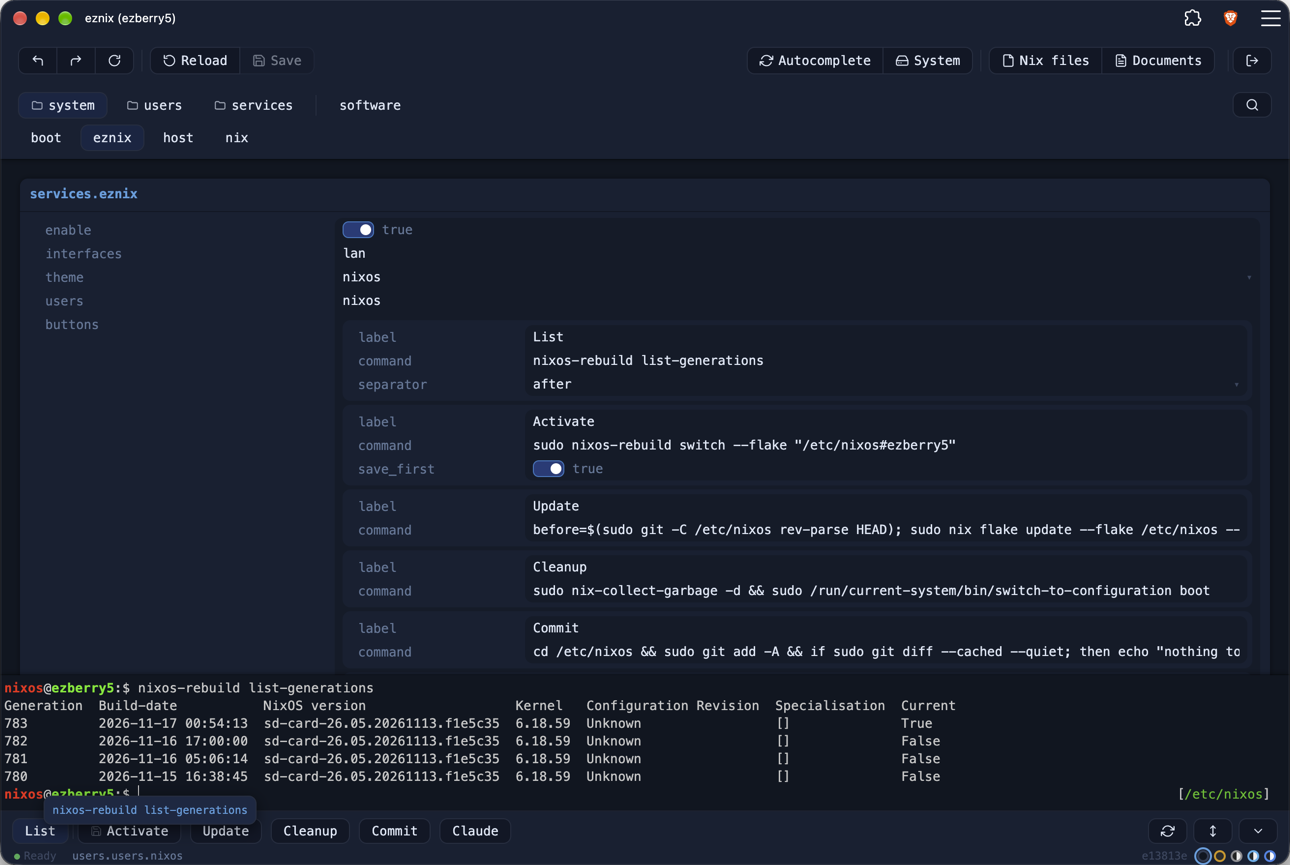 eznix (ezberry5)
Reload Save Autocomplete System Nix files Documents
system users services software
boot eznix host nix
services.eznix
enable true
interfaces lan
theme nixos
users nixos
buttons
label List
command nixos-rebuild list-generations
separator after
label Activate
command sudo nixos-rebuild switch --flake "/etc/nixos#ezberry5"
save_first true
label Update
command before=$(sudo git -C /etc/nixos rev-parse HEAD); sudo nix flake update --flake /etc/nixos --
label Cleanup
command sudo nix-collect-garbage -d && sudo /run/current-system/bin/switch-to-configuration boot
label Commit
command cd /etc/nixos && sudo git add -A && if sudo git diff --cached --quiet; then echo "nothing to
nixos@ezberry5:$ nixos-rebuild list-generations
Generation Build-date NixOS version Kernel Configuration Revision Specialisation Current
783 2026-11-17 00:54:13 sd-card-26.05.20261113.f1e5c35 6.18.59 Unknown [] True
782 2026-11-16 17:00:00 sd-card-26.05.20261113.f1e5c35 6.18.59 Unknown [] False
781 2026-11-16 05:06:14 sd-card-26.05.20261113.f1e5c35 6.18.59 Unknown [] False
780 2026-11-15 16:38:45 sd-card-26.05.20261113.f1e5c35 6.18.59 Unknown [] False
nixos@ezberry5:$ [/etc/nixos]
nixos-rebuild list-generations
List Activate Update Cleanup Commit Claude
Ready users.users.nixos e13813e